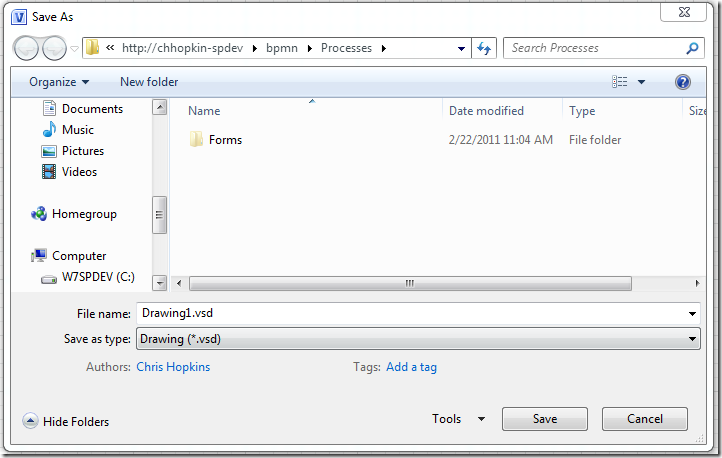 Save As
« http://chhopkin-spdev ▸ bpmn ▸ Processes ▸ Search Processes
Organize ▾ New folder
Name Date modified Type Size
Documents
Music
Forms 2/22/2011 11:04 AM File folder
Pictures
Videos
Homegroup
Computer
W7SPDEV (C:)
File name: Drawing1.vsd
Save as type: Drawing (*.vsd)
Authors: Chris Hopkins Tags: Add a tag
Hide Folders Tools Save Cancel